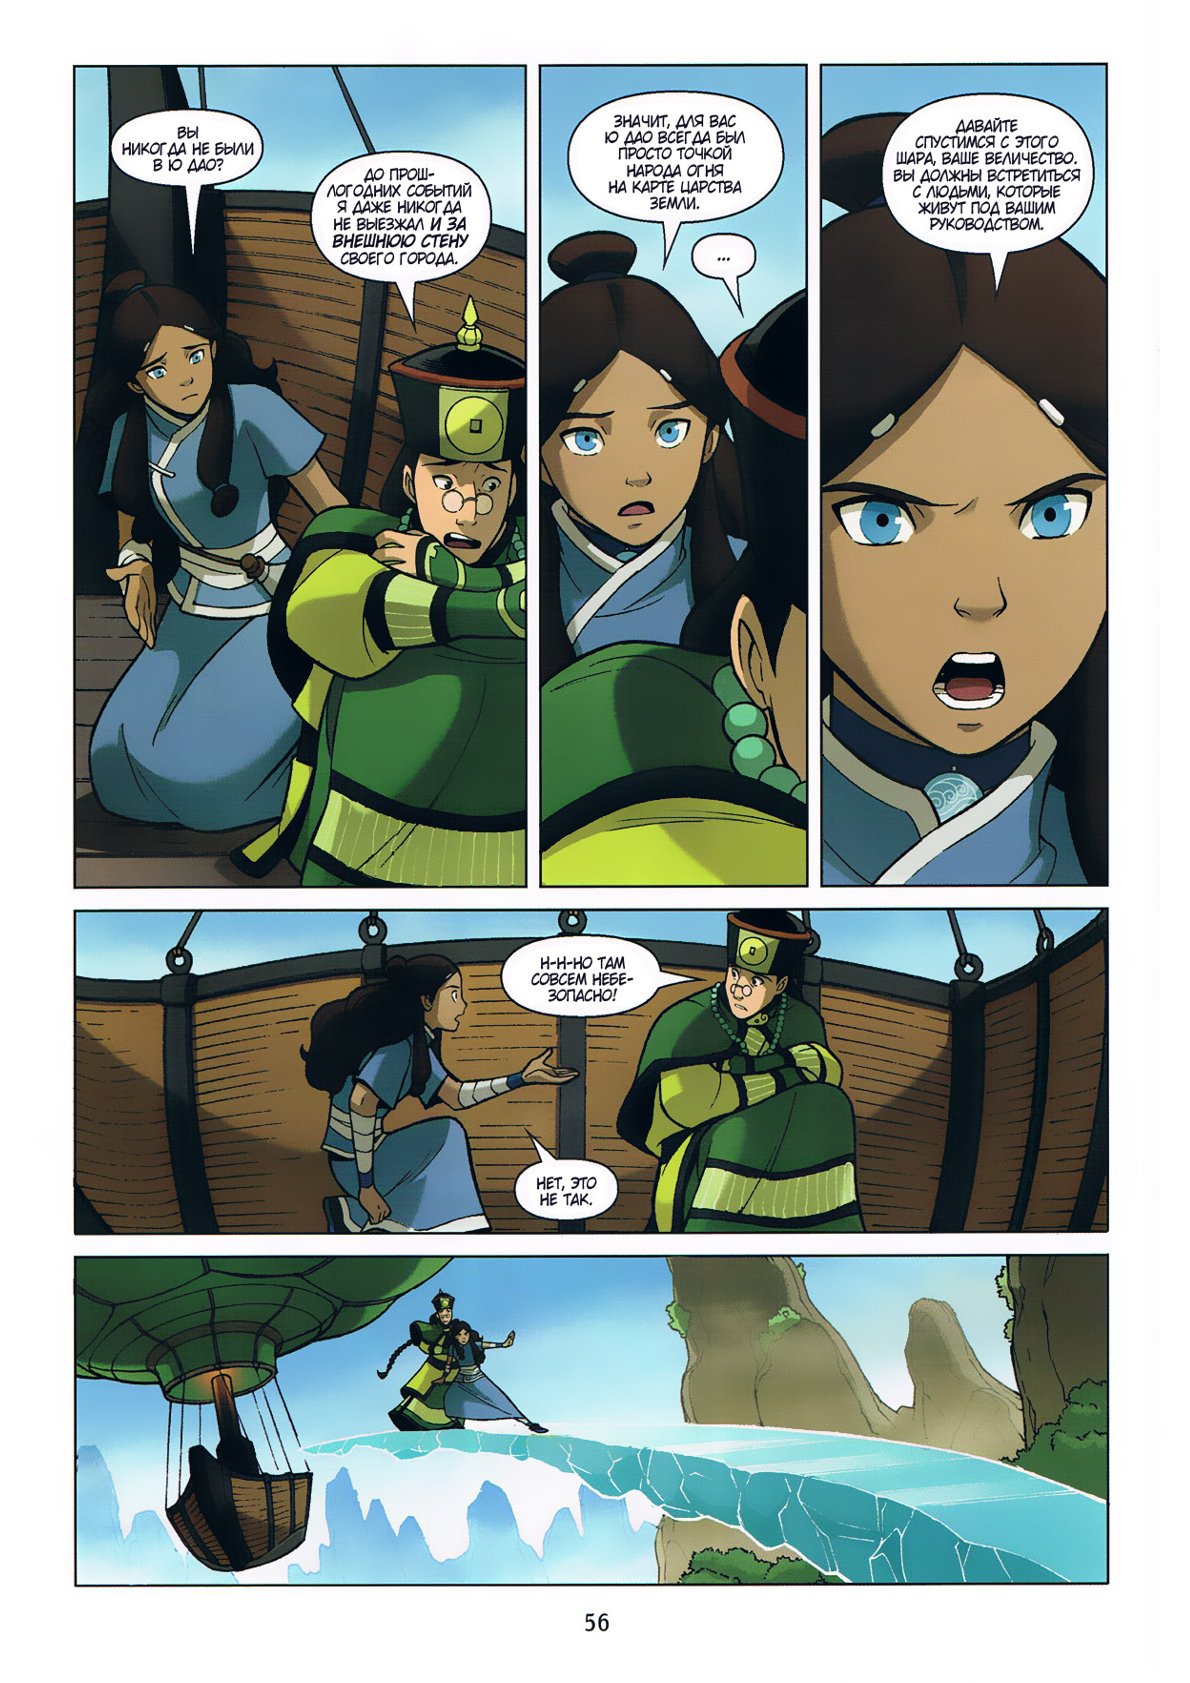 ВЫ
НИКОГДА НЕ БЫЛИ
В Ю ДАО?
ДО ПРОШ-
ЛОГОДНИХ СОБЫТИЙ
Я ДАЖЕ НИКОГДА
НЕ ВЫЕЗЖАЛ И ЗА
ВНЕШНЮЮ СТЕНУ
СВОЕГО ГОРОДА.
ЗНАЧИТ, ДЛЯ ВАС
Ю ДАО ВСЕГДА БЫЛ
ПРОСТО ТОЧКОЙ
НАРОДА ОГНЯ
НА КАРТЕ ЦАРСТВА
ЗЕМЛИ.
...
ДАВАЙТЕ
СПУСТИМСЯ С ЭТОГО
ШАРА, ВАШЕ ВЕЛИЧЕСТВО.
ВЫ ДОЛЖНЫ ВСТРЕТИТЬСЯ
С ЛЮДЬМИ, КОТОРЫЕ
ЖИВУТ ПОД ВАШИМ
РУКОВОДСТВОМ.
Н-Н-НО ТАМ
СОВСЕМ НЕБЕ-
ЗОПАСНО!
НЕТ, ЭТО
НЕ ТАК.
56